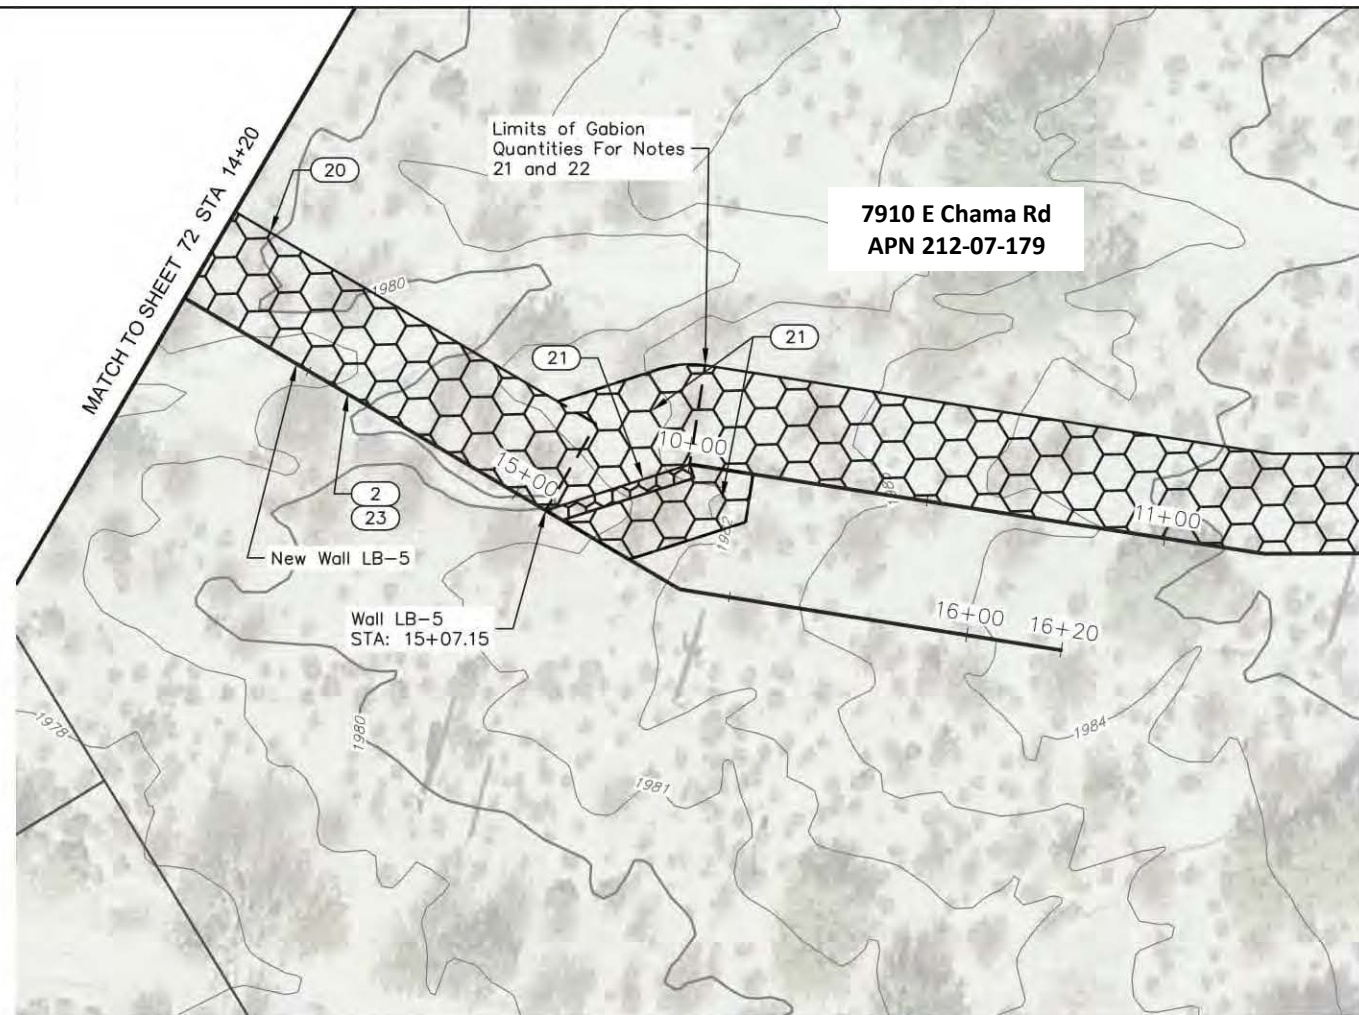 MATCH TO SHEET 72 STA 14+20
Limits of Gabion
Quantities For Notes
21 and 22
20
7910 E Chama Rd
APN 212-07-179
1980
21
21
10+00
15+00
11+00
2
23
New Wall LB-5
Wall LB-5
STA: 15+07.15
16+00
16+20
1978
1980
1981
1984